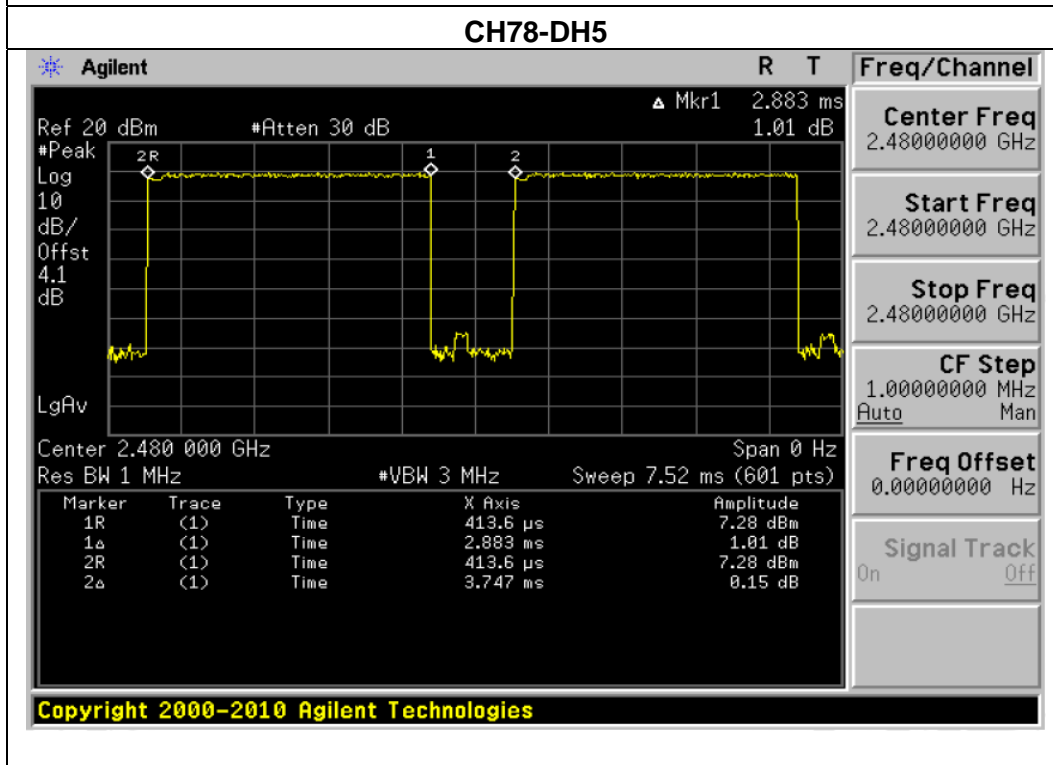 CH78-DH5
Agilent R T
Δ Mkr1 2.883 ms
Ref 20 dBm #Atten 30 dB 1.01 dB
#Peak
Log
10
dB/
Offst
4.1
dB
LgAv
2R 1 2
Center 2.480 000 GHz Span 0 Hz
Res BW 1 MHz #VBW 3 MHz Sweep 7.52 ms (601 pts)
Marker Trace Type X Axis Amplitude
1R (1) Time 413.6 µs 7.28 dBm
1Δ (1) Time 2.883 ms 1.01 dB
2R (1) Time 413.6 µs 7.28 dBm
2Δ (1) Time 3.747 ms 0.15 dB
Freq/Channel
Center Freq
2.48000000 GHz
Start Freq
2.48000000 GHz
Stop Freq
2.48000000 GHz
CF Step
1.00000000 MHz
Auto Man
Freq Offset
0.00000000 Hz
Signal Track
On Off
Copyright 2000-2010 Agilent Technologies